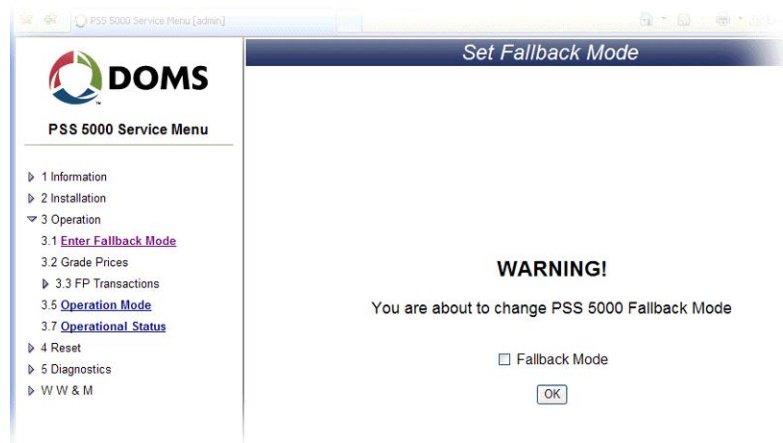 PSS 5000 Service Menu [admin]
Set Fallback Mode
DOMS
TM
PSS 5000 Service Menu
1 Information
2 Installation
3 Operation
3.1 Enter Fallback Mode
3.2 Grade Prices
3.3 FP Transactions
3.5 Operation Mode
3.7 Operational Status
4 Reset
5 Diagnostics
W W & M
WARNING!
You are about to change PSS 5000 Fallback Mode
Fallback Mode
OK